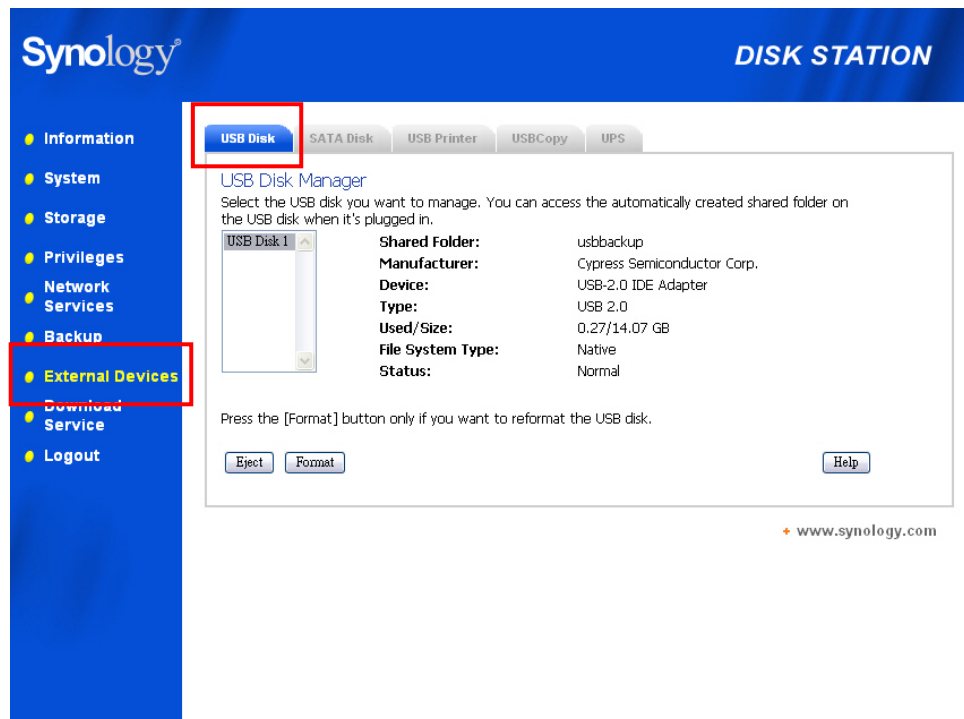 Synology®
DISK STATION
Information
System
Storage
Privileges
Network
Services
Backup
External Devices
Download
Service
Logout
USB Disk
SATA Disk
USB Printer
USBCopy
UPS
USB Disk Manager
Select the USB disk you want to manage. You can access the automatically created shared folder on
the USB disk when it's plugged in.
USB Disk 1
Shared Folder: usbbackup
Manufacturer: Cypress Semiconductor Corp.
Device: USB-2.0 IDE Adapter
Type: USB 2.0
Used/Size: 0.27/14.07 GB
File System Type: Native
Status: Normal
Press the [Format] button only if you want to reformat the USB disk.
Eject
Format
Help
www.synology.com